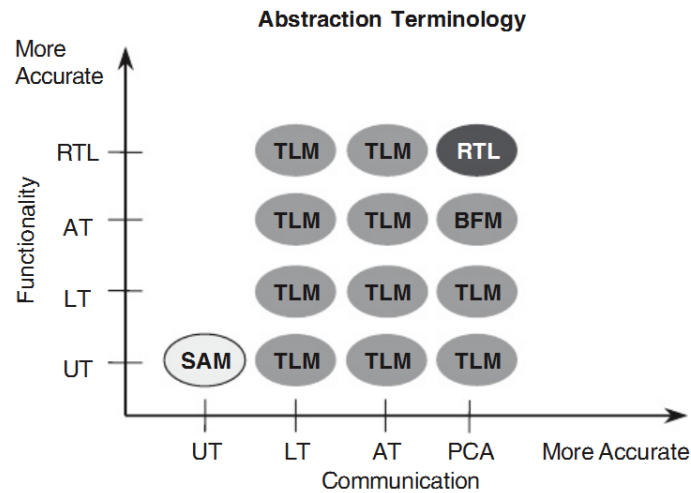 Abstraction Terminology
More
Accurate
RTL TLM TLM RTL
AT TLM TLM BFM
LT TLM TLM TLM
UT SAM TLM TLM TLM
Functionality
UT LT AT PCA More Accurate
Communication